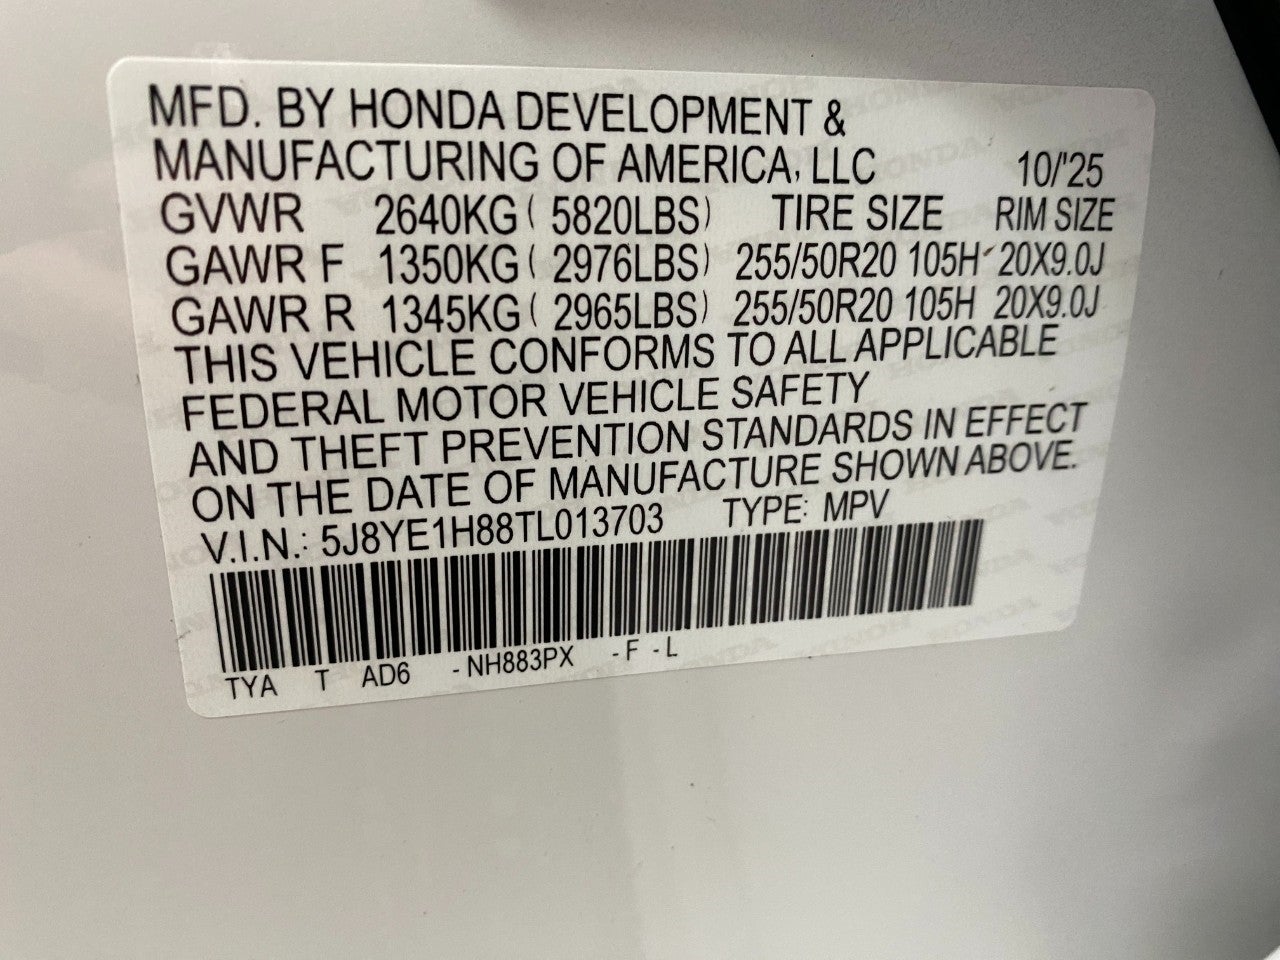 MFD. BY HONDA DEVELOPMENT &
MANUFACTURING OF AMERICA, LLC 10/'25
GVWR 2640KG ( 5820LBS) TIRE SIZE RIM SIZE
GAWR F 1350KG ( 2976LBS) 255/50R20 105H 20X9.0J
GAWR R 1345KG ( 2965LBS) 255/50R20 105H 20X9.0J
THIS VEHICLE CONFORMS TO ALL APPLICABLE
FEDERAL MOTOR VEHICLE SAFETY
AND THEFT PREVENTION STANDARDS IN EFFECT
ON THE DATE OF MANUFACTURE SHOWN ABOVE.
V.I.N.: 5J8YE1H88TL013703 TYPE: MPV
TYA T AD6 -NH883PX -F -L